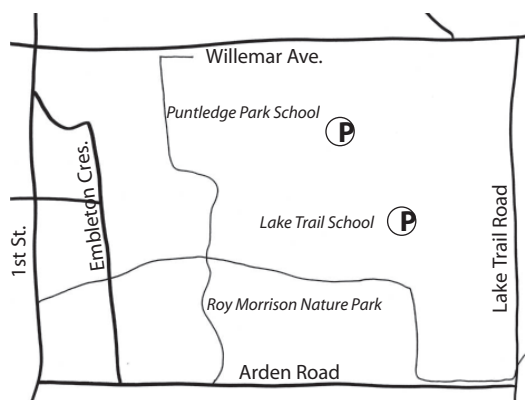 Willemar Ave.
Puntledge Park School
P
Embleton Cres.
Lake Trail School
P
1st St.
Lake Trail Road
Roy Morrison Nature Park
Arden Road